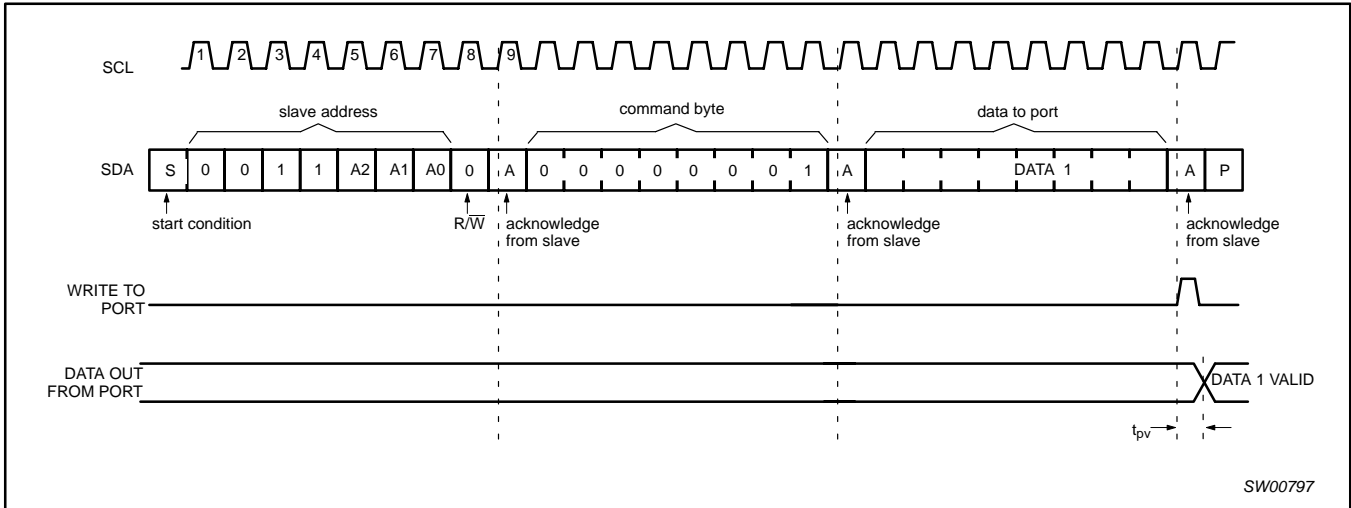 SCL
1 2 3 4 5 6 7 8 9
slave address
command byte
data to port
SDA
S 0 0 1 1 A2 A1 A0 0 A 0 0 0 0 0 0 0 1 A DATA 1 A P
start condition
R/W̅
acknowledge
from slave
acknowledge
from slave
acknowledge
from slave
WRITE TO
PORT
DATA OUT
FROM PORT
DATA 1 VALID
tpv
SW00797